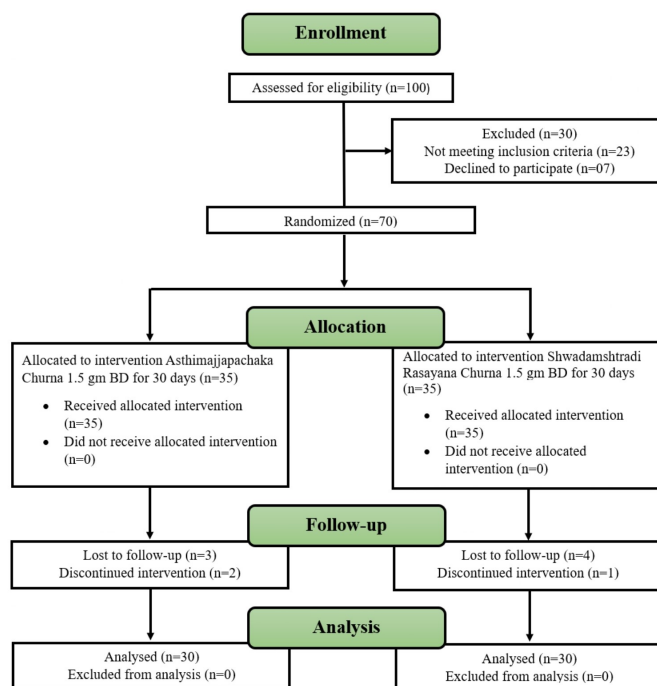 Enrollment
Assessed for eligibility (n=100)
Excluded (n=30)
Not meeting inclusion criteria (n=23)
Declined to participate (n=07)
Randomized (n=70)
Allocation
Allocated to intervention Asthimajjapachaka
Churna 1.5 gm BD for 30 days (n=35)
• Received allocated intervention
(n=35)
• Did not receive allocated intervention
(n=0)
Allocated to intervention Shwadamshtradi
Rasayana Churna 1.5 gm BD for 30 days
(n=35)
• Received allocated intervention
(n=35)
• Did not receive allocated
intervention (n=0)
Follow-up
Lost to follow-up (n=3)
Discontinued intervention (n=2)
Lost to follow-up (n=4)
Discontinued intervention (n=1)
Analysis
Analysed (n=30)
Excluded from analysis (n=0)
Analysed (n=30)
Excluded from analysis (n=0)